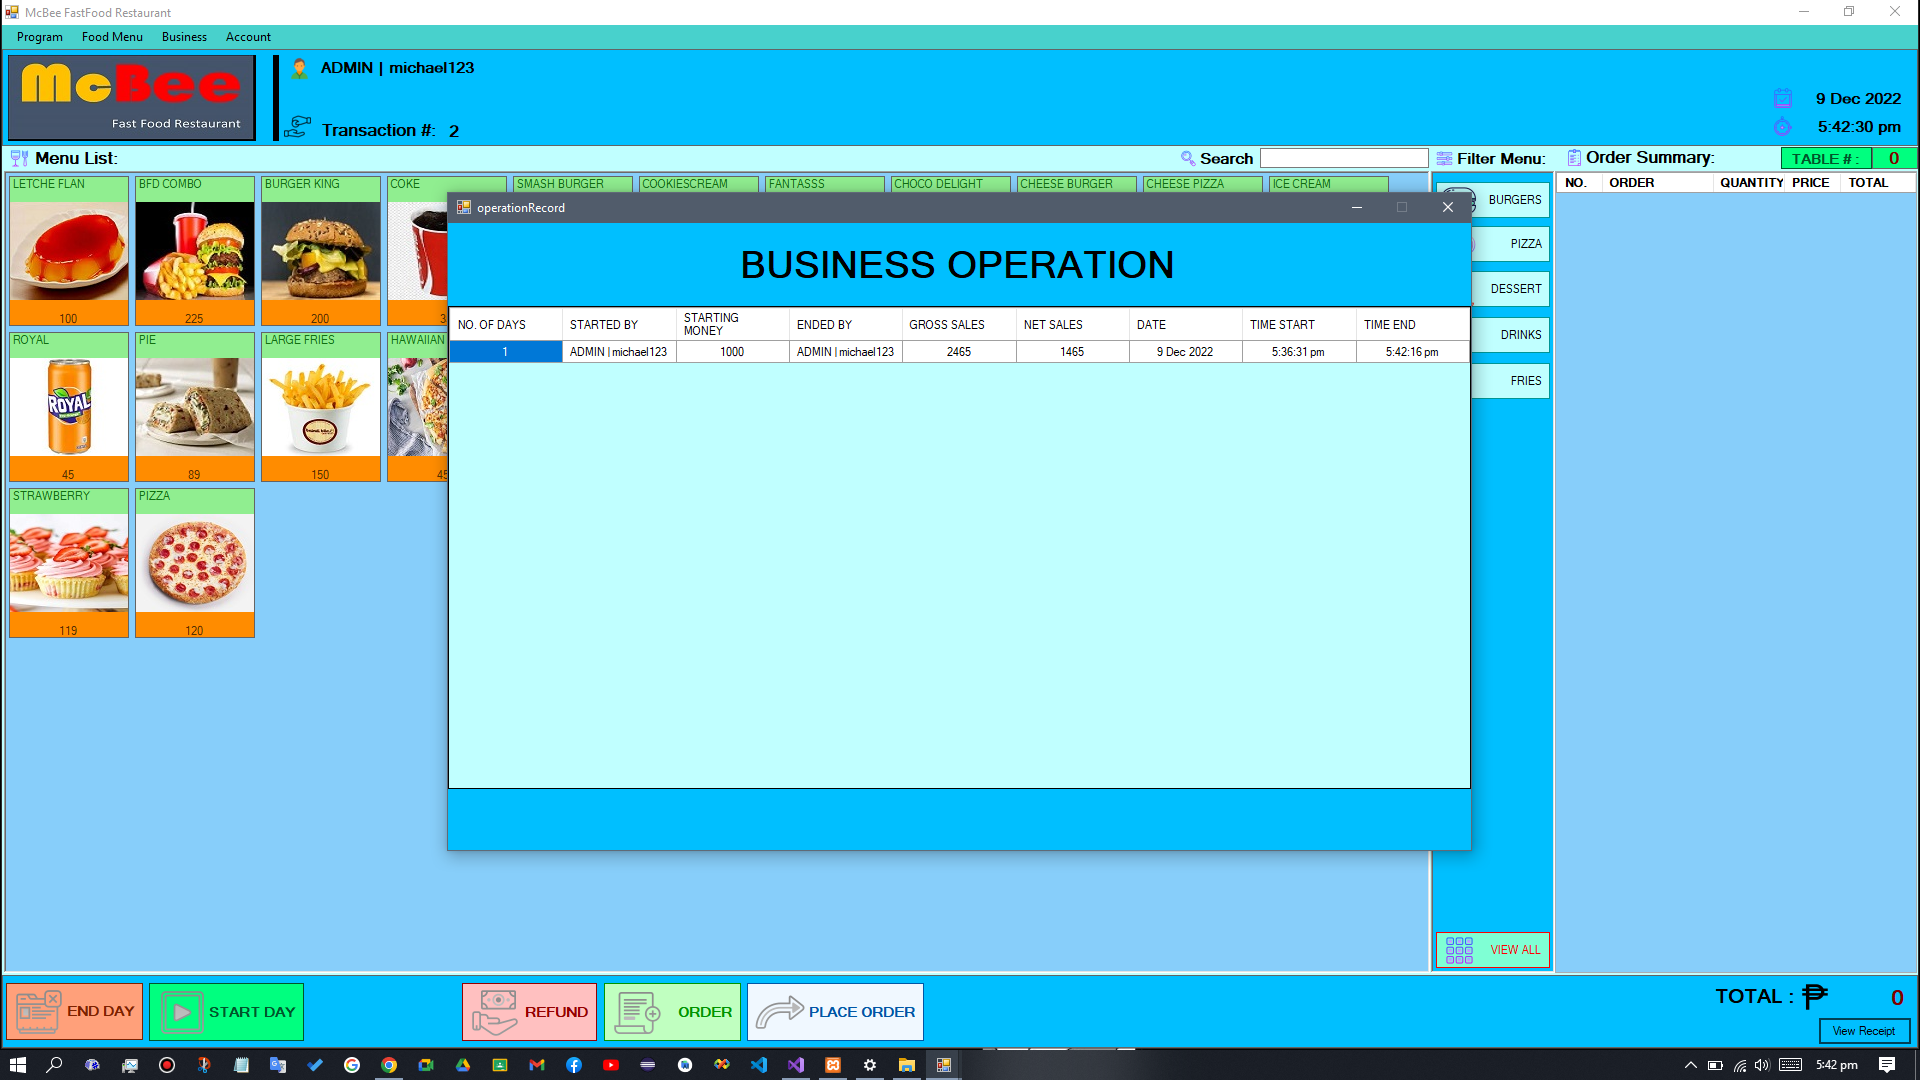 McBee FastFood Restaurant
Program Food Menu Business Account
McBee
Fast Food Restaurant
ADMIN | michael123
Transaction #: 2
9 Dec 2022
5:42:30 pm
Menu List:
Search
Filter Menu:
Order Summary:
TABLE # : 0
LETCHE FLAN
100
BFD COMBO
225
BURGER KING
200
COKE
SMASH BURGER
COOKIESCREAM
FANTASSS
CHOCO DELIGHT
CHEESE BURGER
CHEESE PIZZA
ICE CREAM
ROYAL
ROYAL
45
PIE
89
LARGE FRIES
150
HAWAIIAN
STRAWBERRY
119
PIZZA
120
operationRecord
BUSINESS OPERATION
NO. OF DAYS STARTED BY STARTING MONEY ENDED BY GROSS SALES NET SALES DATE TIME START TIME END
1 ADMIN | michael123 1000 ADMIN | michael123 2465 1465 9 Dec 2022 5:36:31 pm 5:42:16 pm
BURGERS
PIZZA
DESSERT
DRINKS
FRIES
VIEW ALL
NO. ORDER QUANTITY PRICE TOTAL
END DAY
START DAY
REFUND
ORDER
PLACE ORDER
TOTAL : ₱ 0
View Receipt
5:42 pm